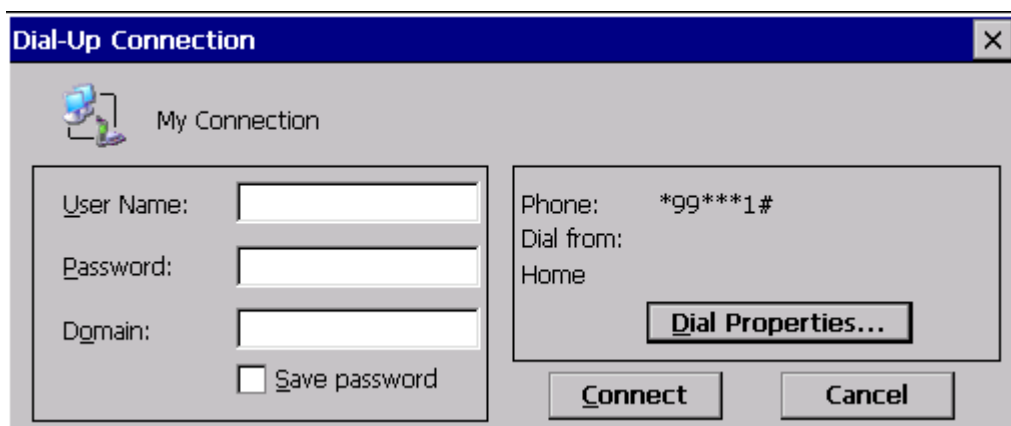 Dial-Up Connection
My Connection
User Name:
Password:
Domain:
Save password
Phone: *99***1#
Dial from:
Home
Dial Properties...
Connect
Cancel